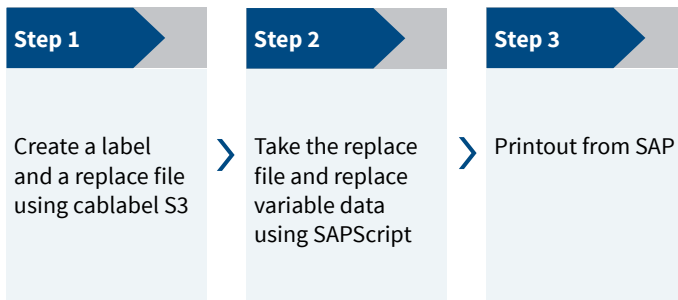 Step 1
Create a label
and a replace file
using cablabel S3
Step 2
Take the replace
file and replace
variable data
using SAPScript
Step 3
Printout from SAP